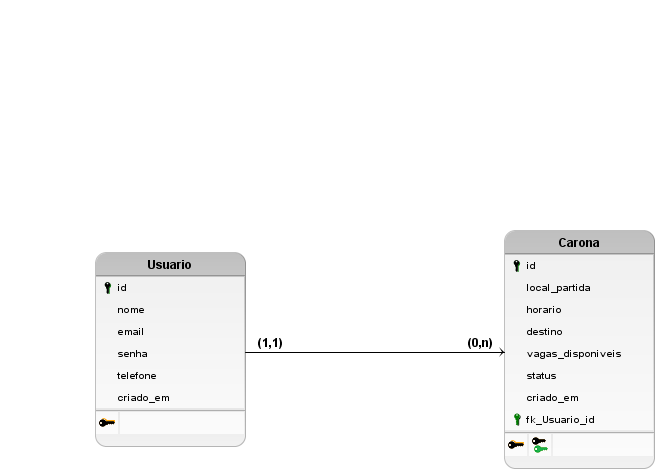 Usuario
id
nome
email
senha
telefone
criado_em
(1,1)
(0,n)
Carona
id
local_partida
horario
destino
vagas_disponiveis
status
criado_em
fk_Usuario_id